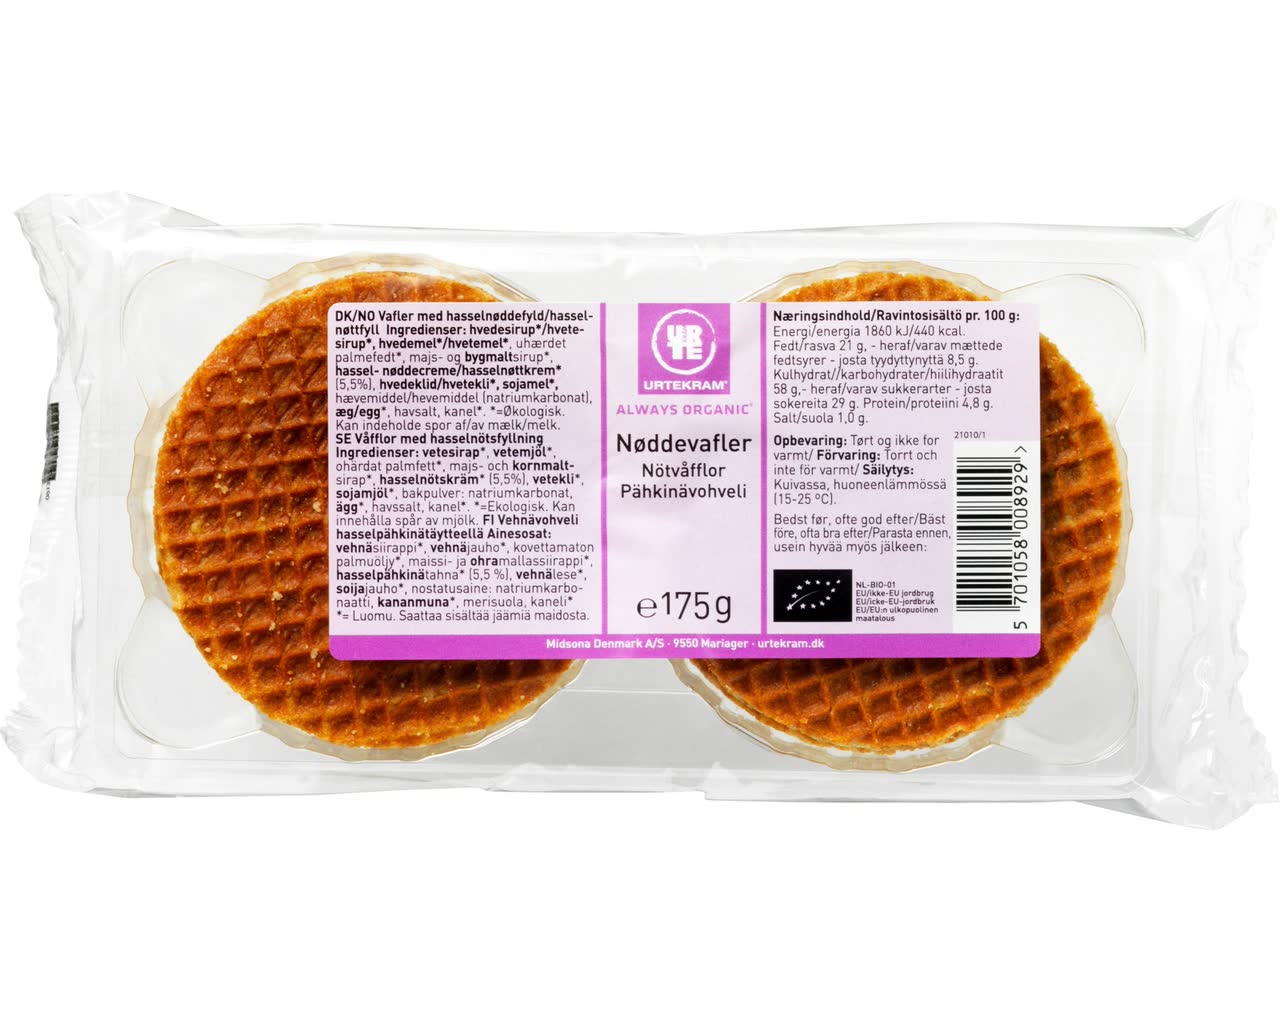 DK/NO Vafler med hasselnøddefyld/hassel-
nøttfyll Ingredienser: hvedesirup*/hvete-
sirup*, hvedemel*/hvetemel*, uhærdet
palmefedt*, majs- og bygmaltsirup*,
hassel- nøddecreme/hasselnøttkrem*
(5,5%), hvedeklid/hvetekli*, sojamel*,
hævemiddel/hevemiddel (natriumkarbonat),
æg/egg*, havsalt, kanel*. *=Økologisk.
Kan indeholde spor af/av mælk/melk.
SE Våfflor med hasselnötsfyllning
Ingredienser: vetesirap*, vetemjöl*,
ohärdat palmfett*, majs- och kornmalt-
sirap*, hasselnötskräm* (5,5%), vetekli*,
sojamjöl*, bakpulver: natriumkarbonat,
ägg*, havssalt, kanel*. *=Ekologisk. Kan
innehålla spår av mjölk. FI Vehnävohveli
hasselpähkinätäytteellä Ainesosat:
vehnäsiirappi*, vehnäjauho*, kovettamaton
palmuöljy*, maissi- ja ohramallassiirappi*,
hasselpähkinätahna* (5,5 %), vehnälese*,
soijajauho*, nostatusaine: natriumkarbo-
naatti, kananmuna*, merisuola, kaneli*
*= Luomu. Saattaa sisältää jäämiä maidosta.
URTE
URTEKRAM®
ALWAYS ORGANIC®
Nøddevafler
Nötvåfflor
Pähkinävohveli
℮175g
Næringsindhold/Ravintosisältö pr. 100 g:
Energi/energia 1860 kJ/440 kcal.
Fedt/rasva 21 g, - heraf/varav mættede
fedtsyrer - josta tyydyttynyttä 8,5 g.
Kulhydrat//karbohydrater/hiilihydraatit
58 g,- heraf/varav sukkerarter - josta
sokereita 29 g. Protein/proteiini 4,8 g.
Salt/suola 1,0 g.
Opbevaring: Tørt og ikke for
varmt/ Förvaring: Torrt och
inte för varmt/ Säilytys:
Kuivassa, huoneenlämmössä
(15-25 ºC).
Bedst før, ofte god efter/Bäst
före, ofta bra efter/Parasta ennen,
usein hyvää myös jälkeen:
NL-BIO-01
EU/ikke-EU jordbrug
EU/icke-EU-jordbruk
EU/EU:n ulkopuolinen
maatalous
21010/1
5 701058 008929 >
Midsona Denmark A/S · 9550 Mariager · urtekram.dk